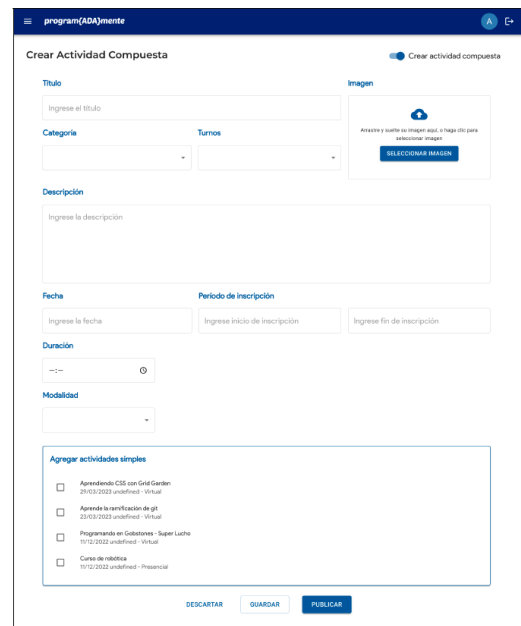 program{ADA}mente
A
Crear Actividad Compuesta
Crear actividad compuesta
Título
Imagen
Ingrese el título
Arrastre y suelte su imagen aquí, o haga clic para
seleccionar imagen
SELECCIONAR IMAGEN
Categoría
Turnos
Descripción
Ingrese la descripción
Fecha
Período de inscripción
Ingrese la fecha
Ingrese inicio de inscripción
Ingrese fin de inscripción
Duración
--:--
Modalidad
Agregar actividades simples
Aprendiendo CSS con Grid Garden
29/03/2023 undefined - Virtual
Aprende la ramificación de git
23/03/2023 undefined - Virtual
Programando en Gobstones - Super Lucho
11/12/2022 undefined - Virtual
Curso de robótica
11/12/2022 undefined - Presencial
DESCARTAR
GUARDAR
PUBLICAR